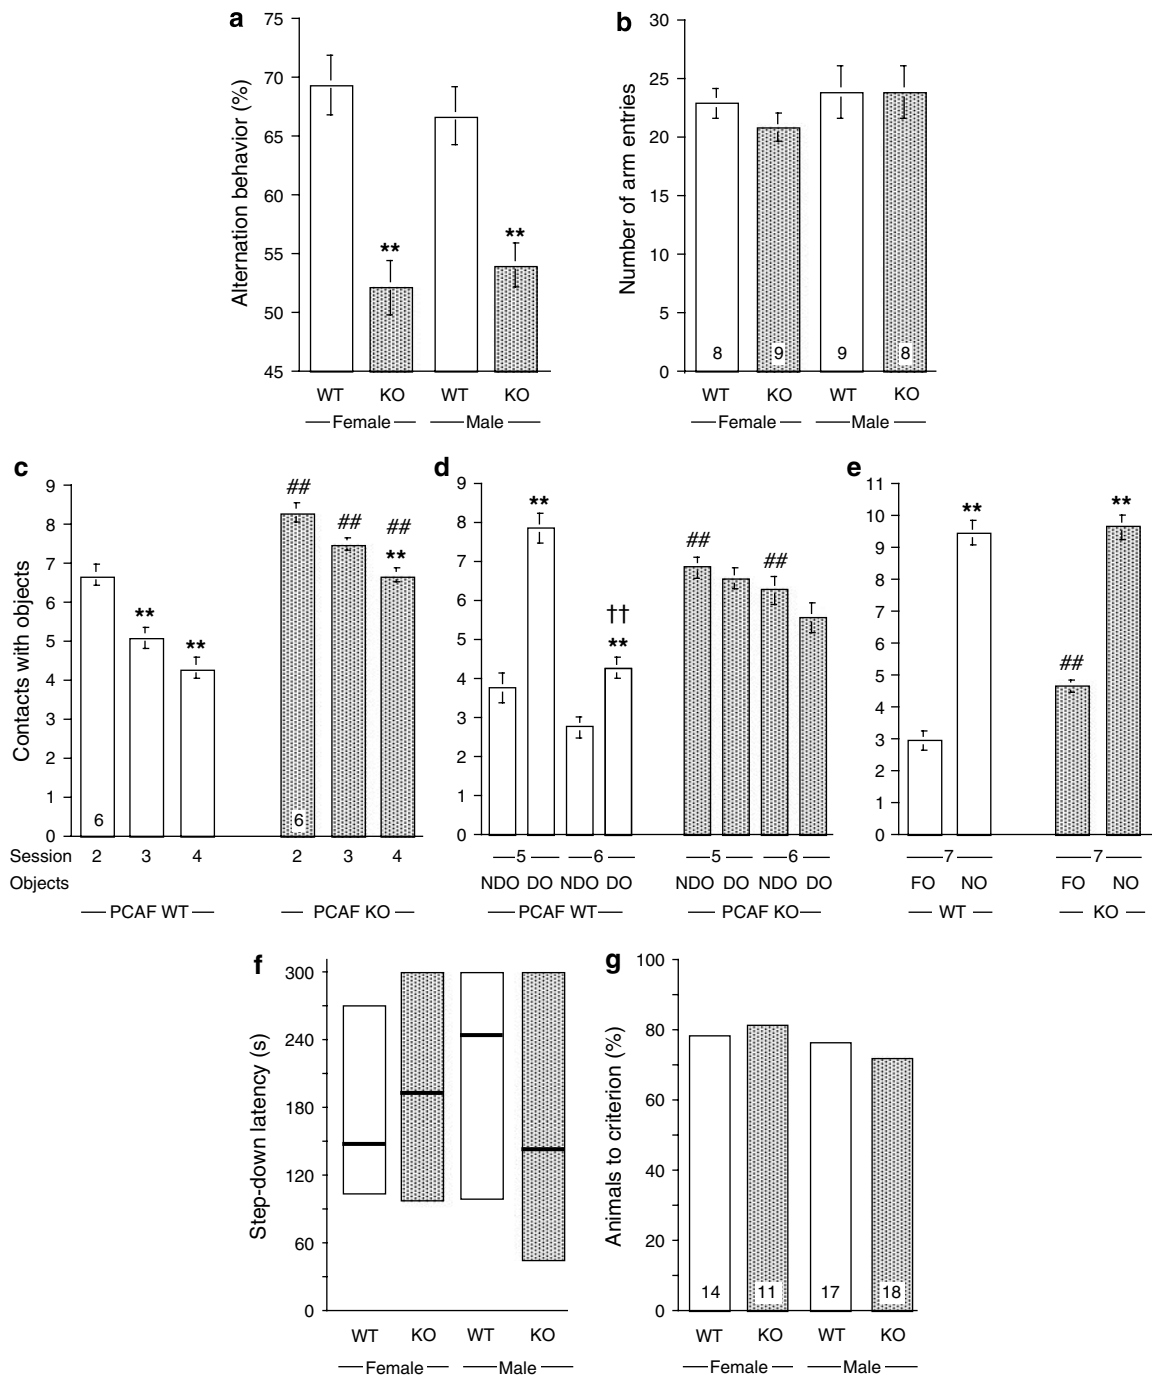 a
75
70
65
60
55
50
45
Alternation behavior (%)
**
**
WT KO WT KO
Female Male
b
30
25
20
15
10
5
0
Number of arm entries
8 9 9 8
WT KO WT KO
Female Male
c
9
8
7
6
5
4
3
2
1
0
Contacts with objects
##
##
##
**
**
**
6 6
Session 2 3 4 2 3 4
Objects
PCAF WT PCAF KO
d
9
8
7
6
5
4
3
2
1
0
**
††
**
##
##
5 6 5 6
NDO DO NDO DO NDO DO NDO DO
PCAF WT PCAF KO
e
11
10
9
8
7
6
5
4
3
2
1
0
**
**
##
7 7
FO NO FO NO
WT KO
f
300
240
180
120
60
0
Step-down latency (s)
WT KO WT KO
Female Male
g
100
80
60
40
20
0
Animals to criterion (%)
14 11 17 18
WT KO WT KO
Female Male